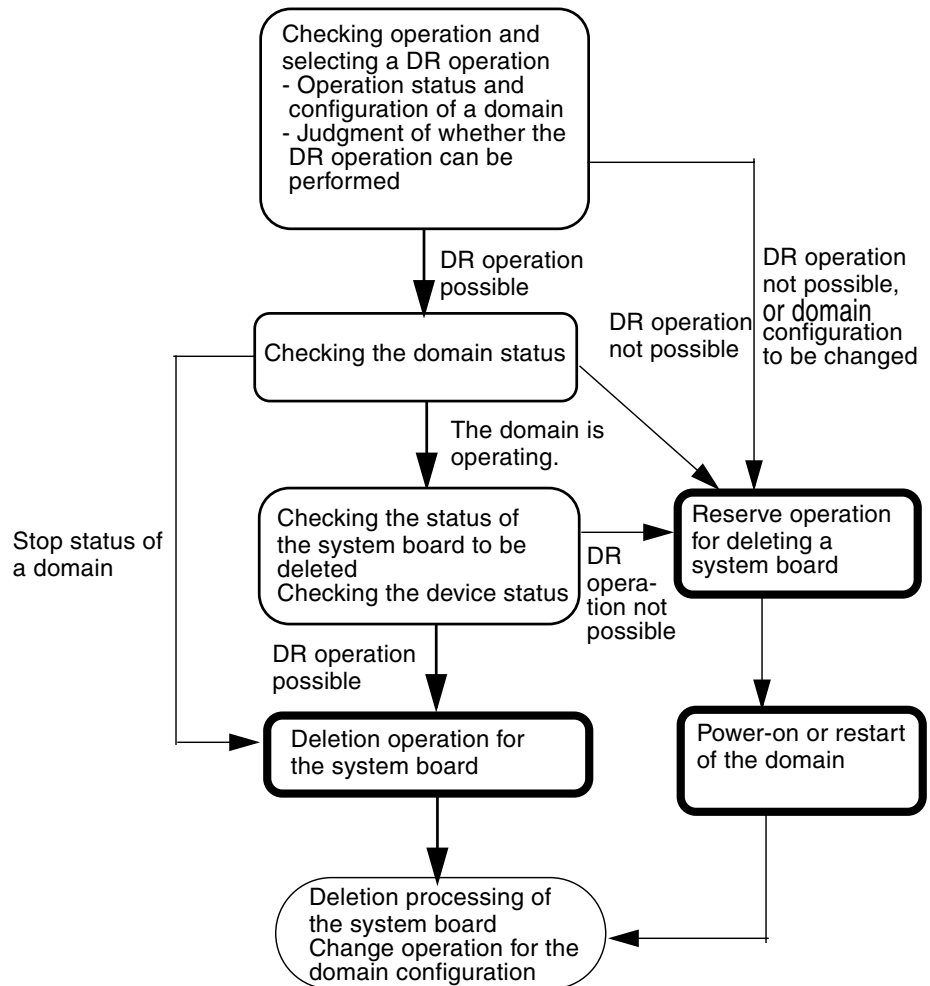 Checking operation and
selecting a DR operation
- Operation status and
configuration of a domain
- Judgment of whether the
DR operation can be
performed
DR operation
possible
DR operation
not possible
DR operation
not possible,
or domain
configuration
to be changed
Checking the domain status
The domain is
operating.
Stop status of
a domain
Checking the status of
the system board to be
deleted
Checking the device status
DR
opera-
tion not
possible
Reserve operation
for deleting a
system board
DR operation
possible
Deletion operation for
the system board
Power-on or restart
of the domain
Deletion processing of
the system board
Change operation for the
domain configuration